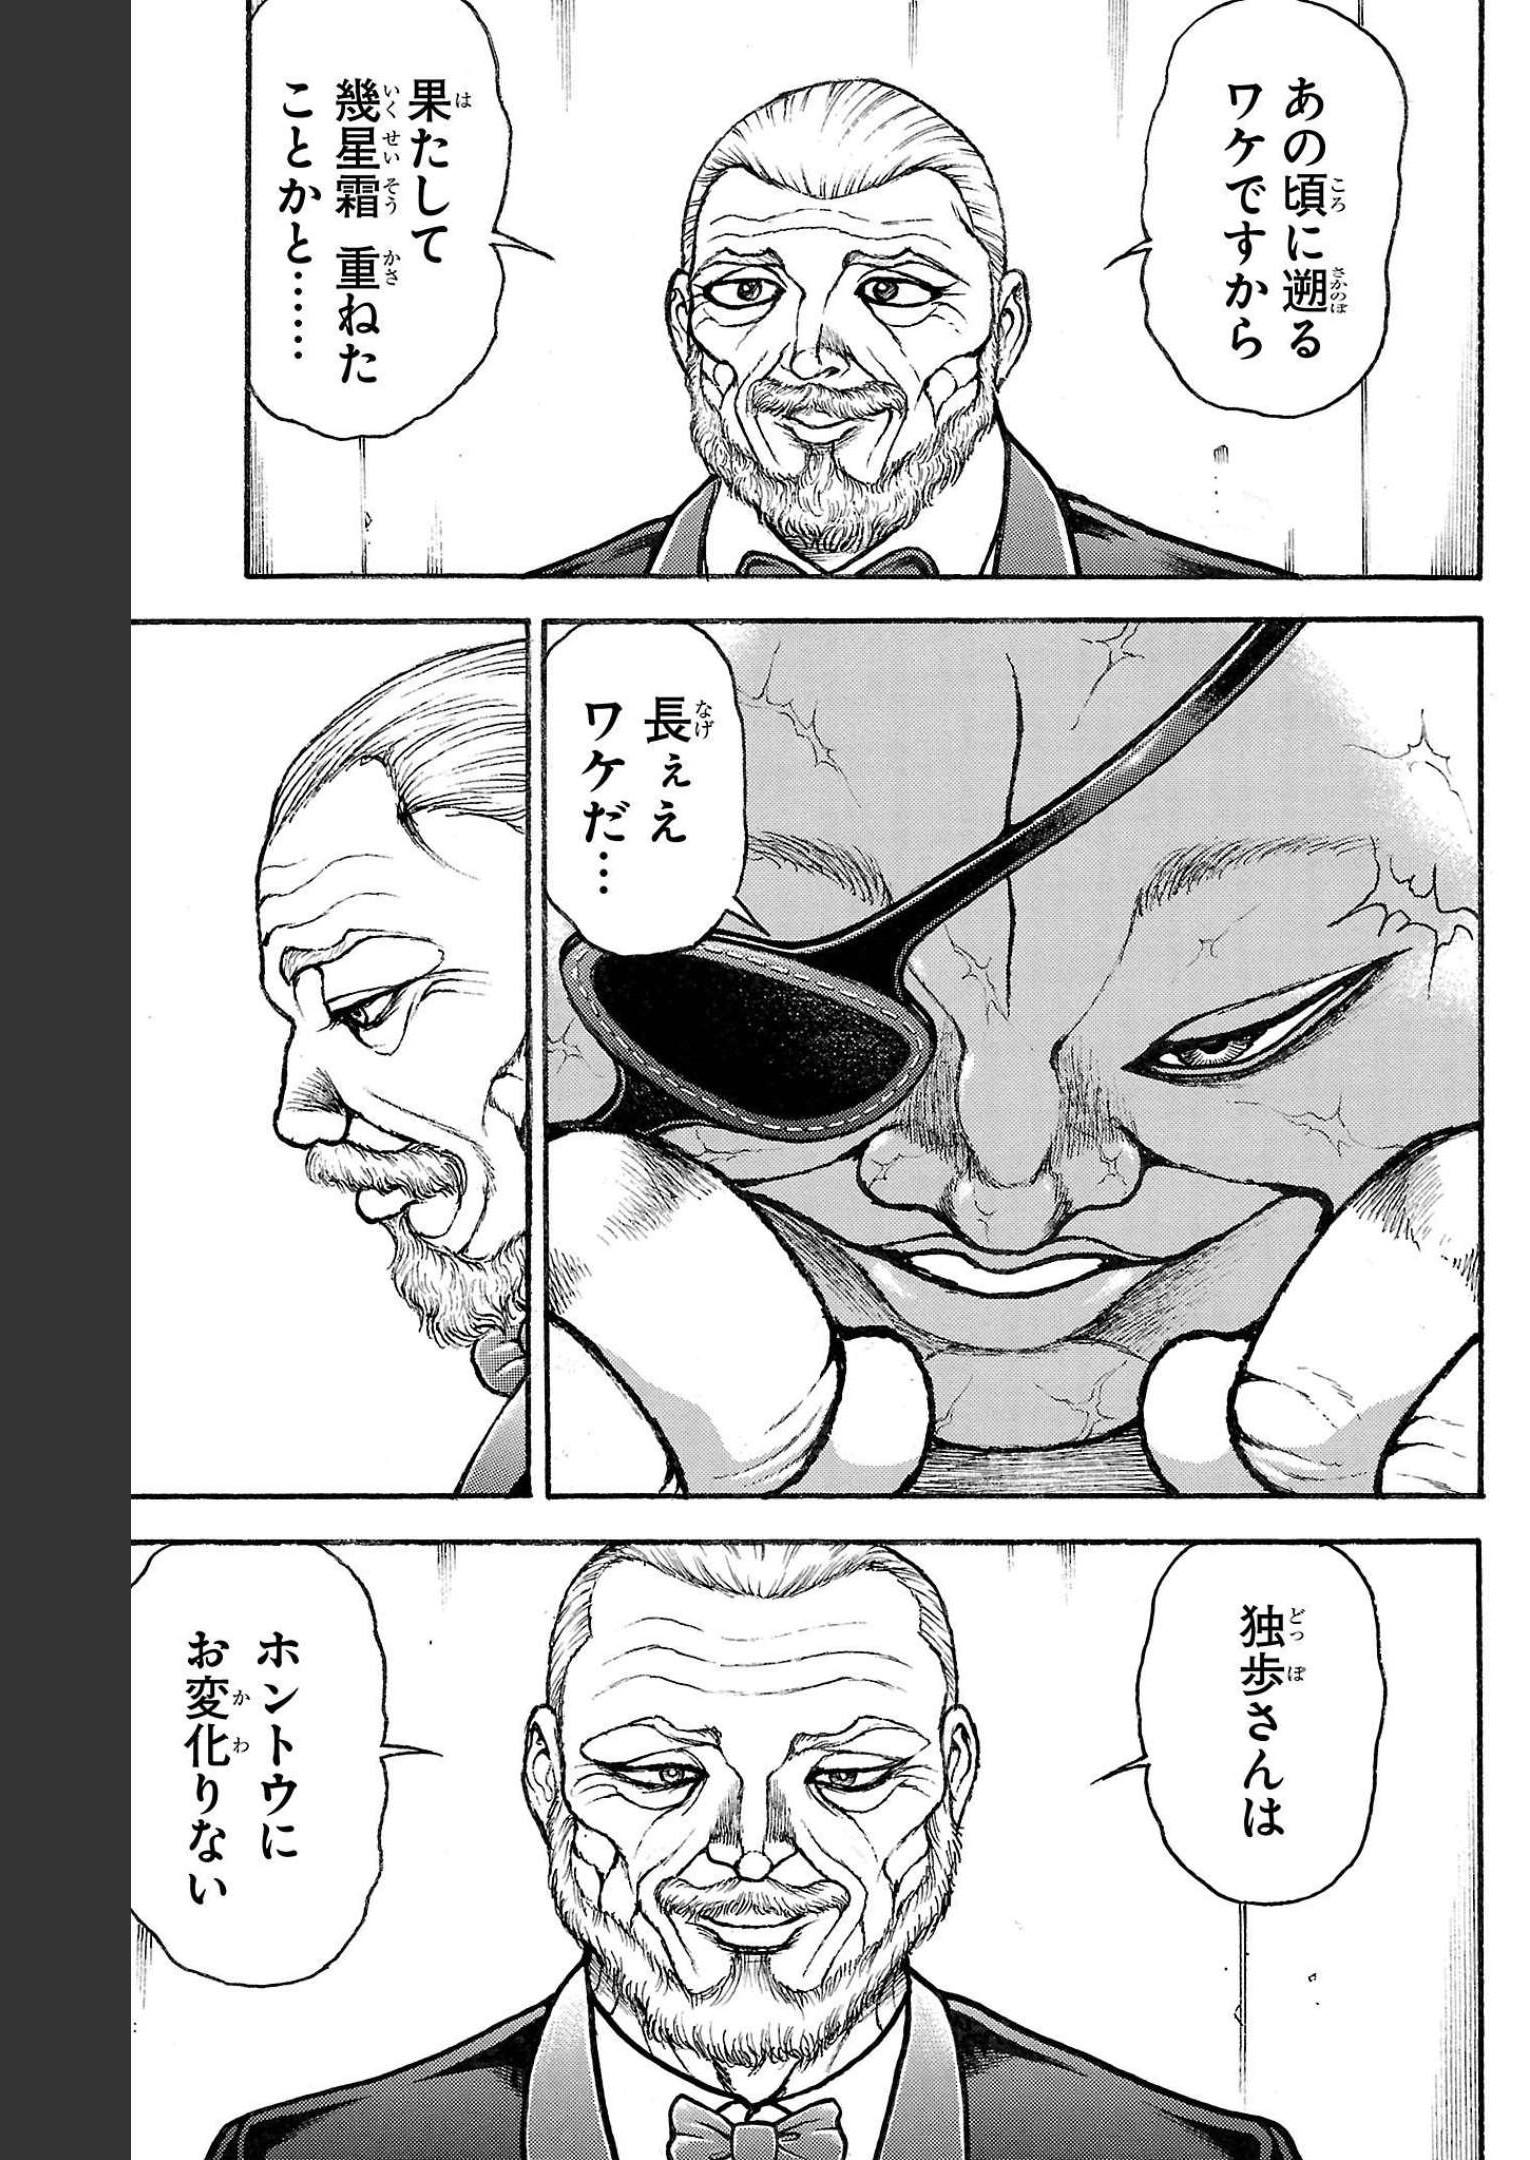 あの頃に遡る
ワケですから
果たして
幾星霜 重ねた
ことかと……
長ぇえ
ワケだ…
独歩さんは
ホントウに
お変化りない